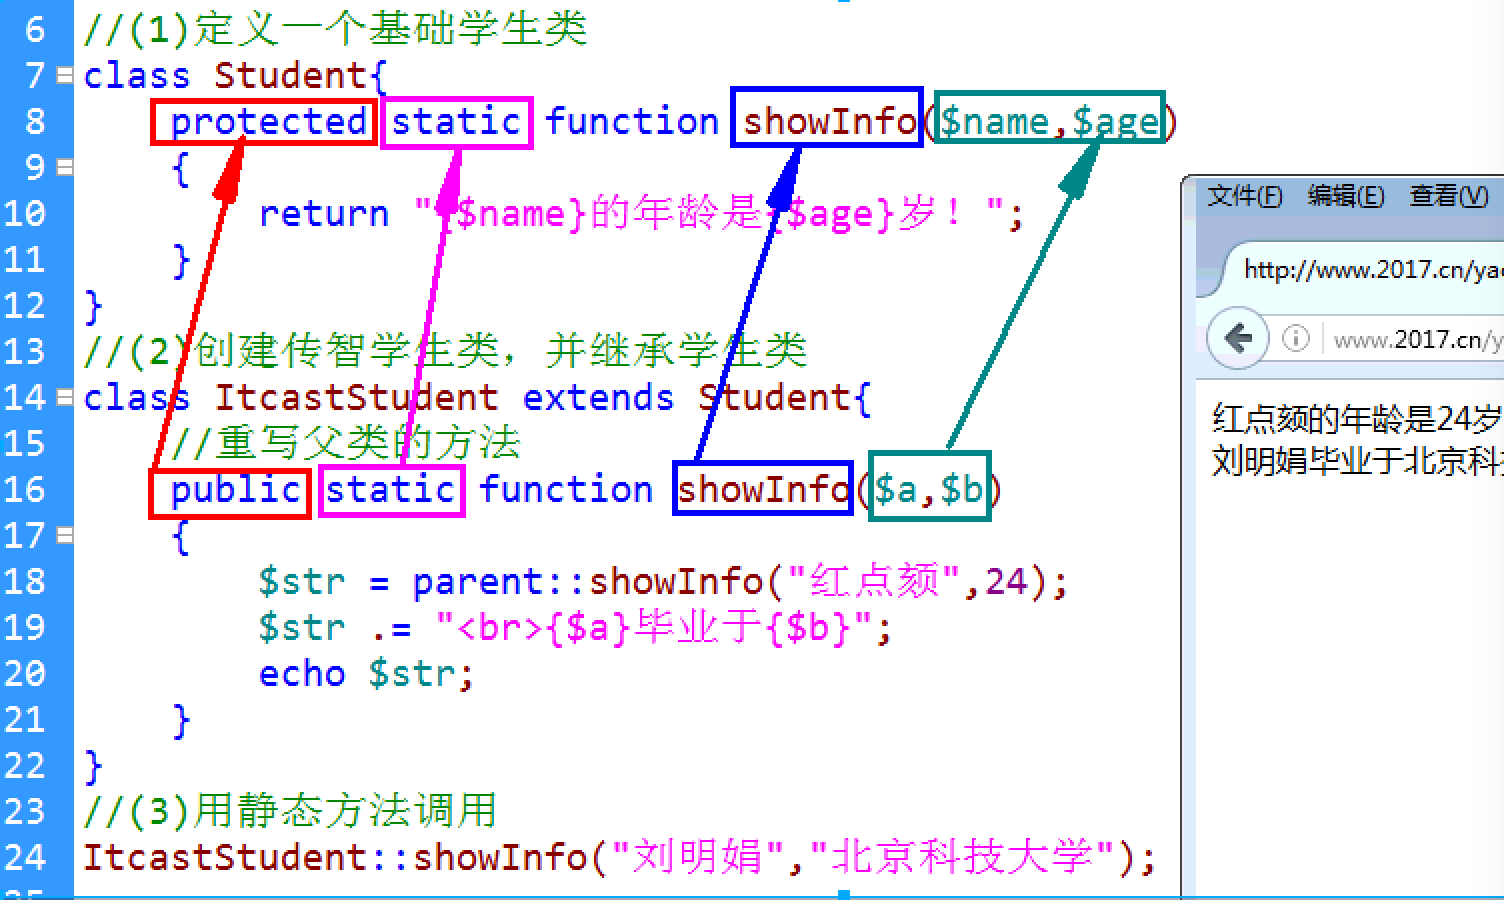 6 //(1)定义一个基础学生类
7 class Student{
8 protected static function showInfo($name,$age)
9 {
10 return "{$name}的年龄是{$age}岁！";
11 }
12 }
13 //(2)创建传智学生类，并继承学生类
14 class ItcastStudent extends Student{
15 //重写父类的方法
16 public static function showInfo($a,$b)
17 {
18 $str = parent::showInfo("红点颏",24);
19 $str .= "<br>{$a}毕业于{$b}";
20 echo $str;
21 }
22 }
23 //(3)用静态方法调用
24 ItcastStudent::showInfo("刘明娟","北京科技大学");
文件(F) 编辑(E) 查看(V)
http://www.2017.cn/yao
www.2017.cn/y
红点颏的年龄是24岁
刘明娟毕业于北京科